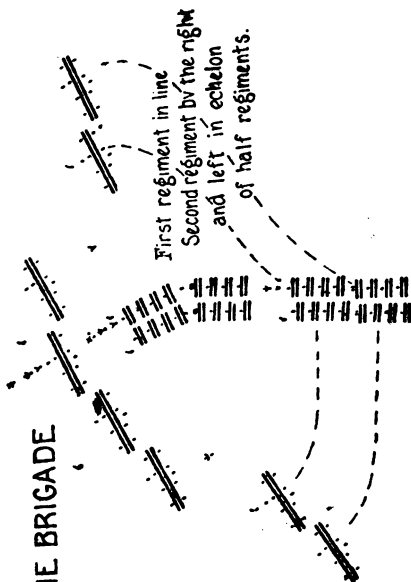 IE BRIGADE
First regiment in line
Second regiment by the right
and left in echelon
of half regiments.